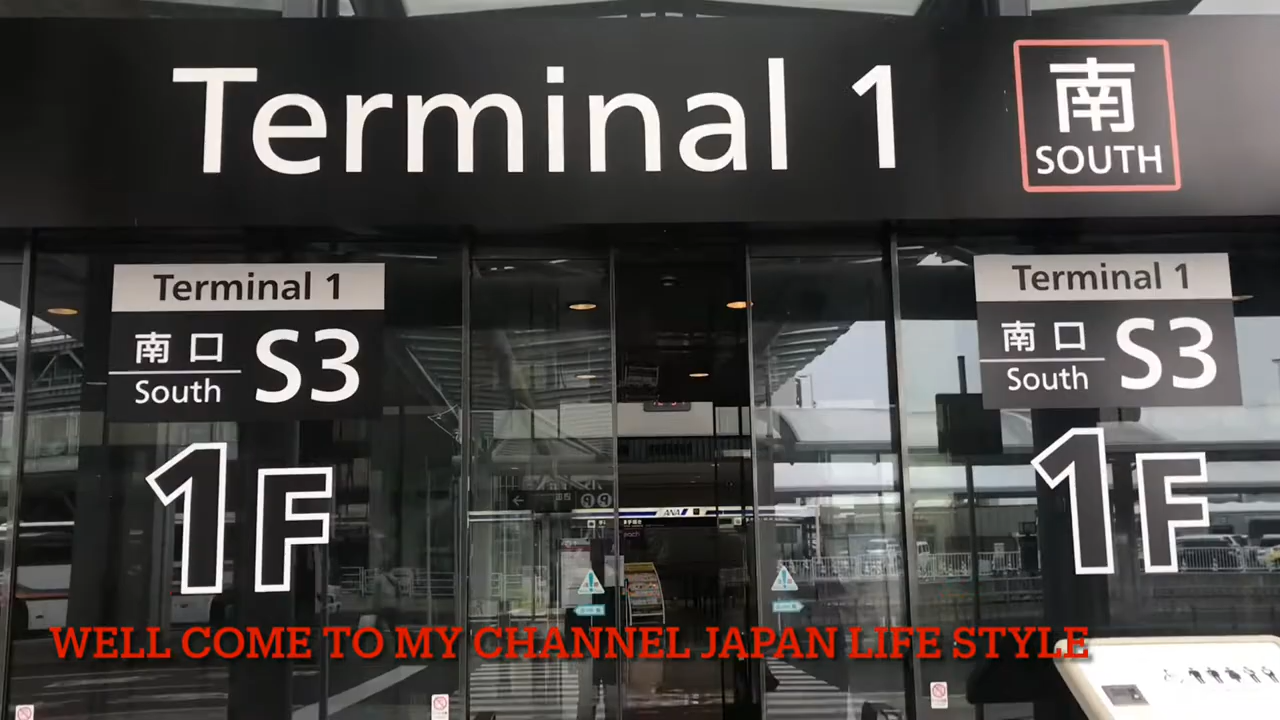 Terminal 1
南
SOUTH
Terminal 1
南口
South
S3
1F
Terminal 1
南口
South
S3
1F
ANA
WELL COME TO MY CHANNEL JAPAN LIFE STYLE